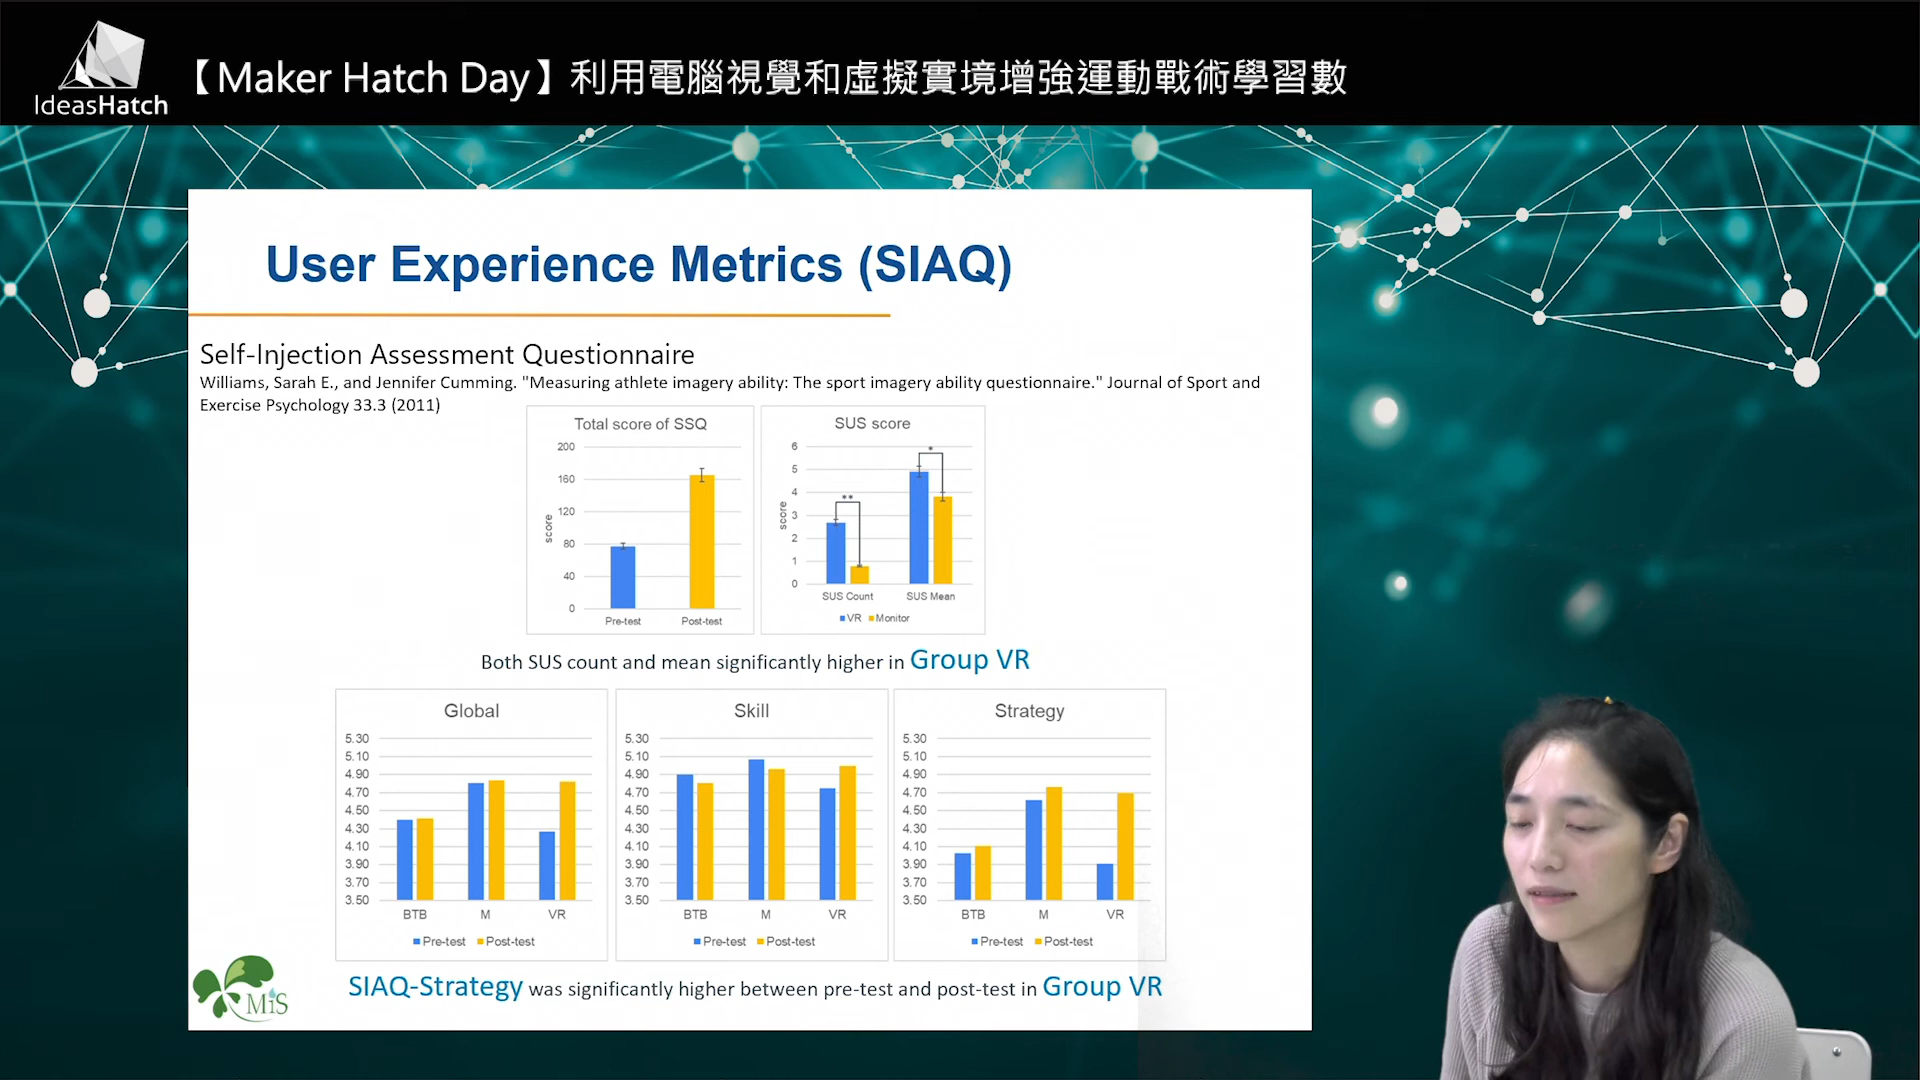 IdeasHatch
【Maker Hatch Day】利用電腦視覺和虛擬實境增強運動戰術學習數
User Experience Metrics (SIAQ)
Self-Injection Assessment Questionnaire
Williams, Sarah E., and Jennifer Cumming. "Measuring athlete imagery ability: The sport imagery ability questionnaire." Journal of Sport and
Exercise Psychology 33.3 (2011)
Total score of SSQ
score
200
160
120
80
40
0
Pre-test Post-test
SUS score
score
6
5
4
3
2
1
0
** *
SUS Count SUS Mean
VR Monitor
Both SUS count and mean significantly higher in Group VR
Global
5.30
5.10
4.90
4.70
4.50
4.30
4.10
3.90
3.70
3.50
BTB M VR
Pre-test Post-test
Skill
5.30
5.10
4.90
4.70
4.50
4.30
4.10
3.90
3.70
3.50
BTB M VR
Pre-test Post-test
Strategy
5.30
5.10
4.90
4.70
4.50
4.30
4.10
3.90
3.70
3.50
BTB M VR
Pre-test Post-test
SIAQ-Strategy was significantly higher between pre-test and post-test in Group VR
MiS